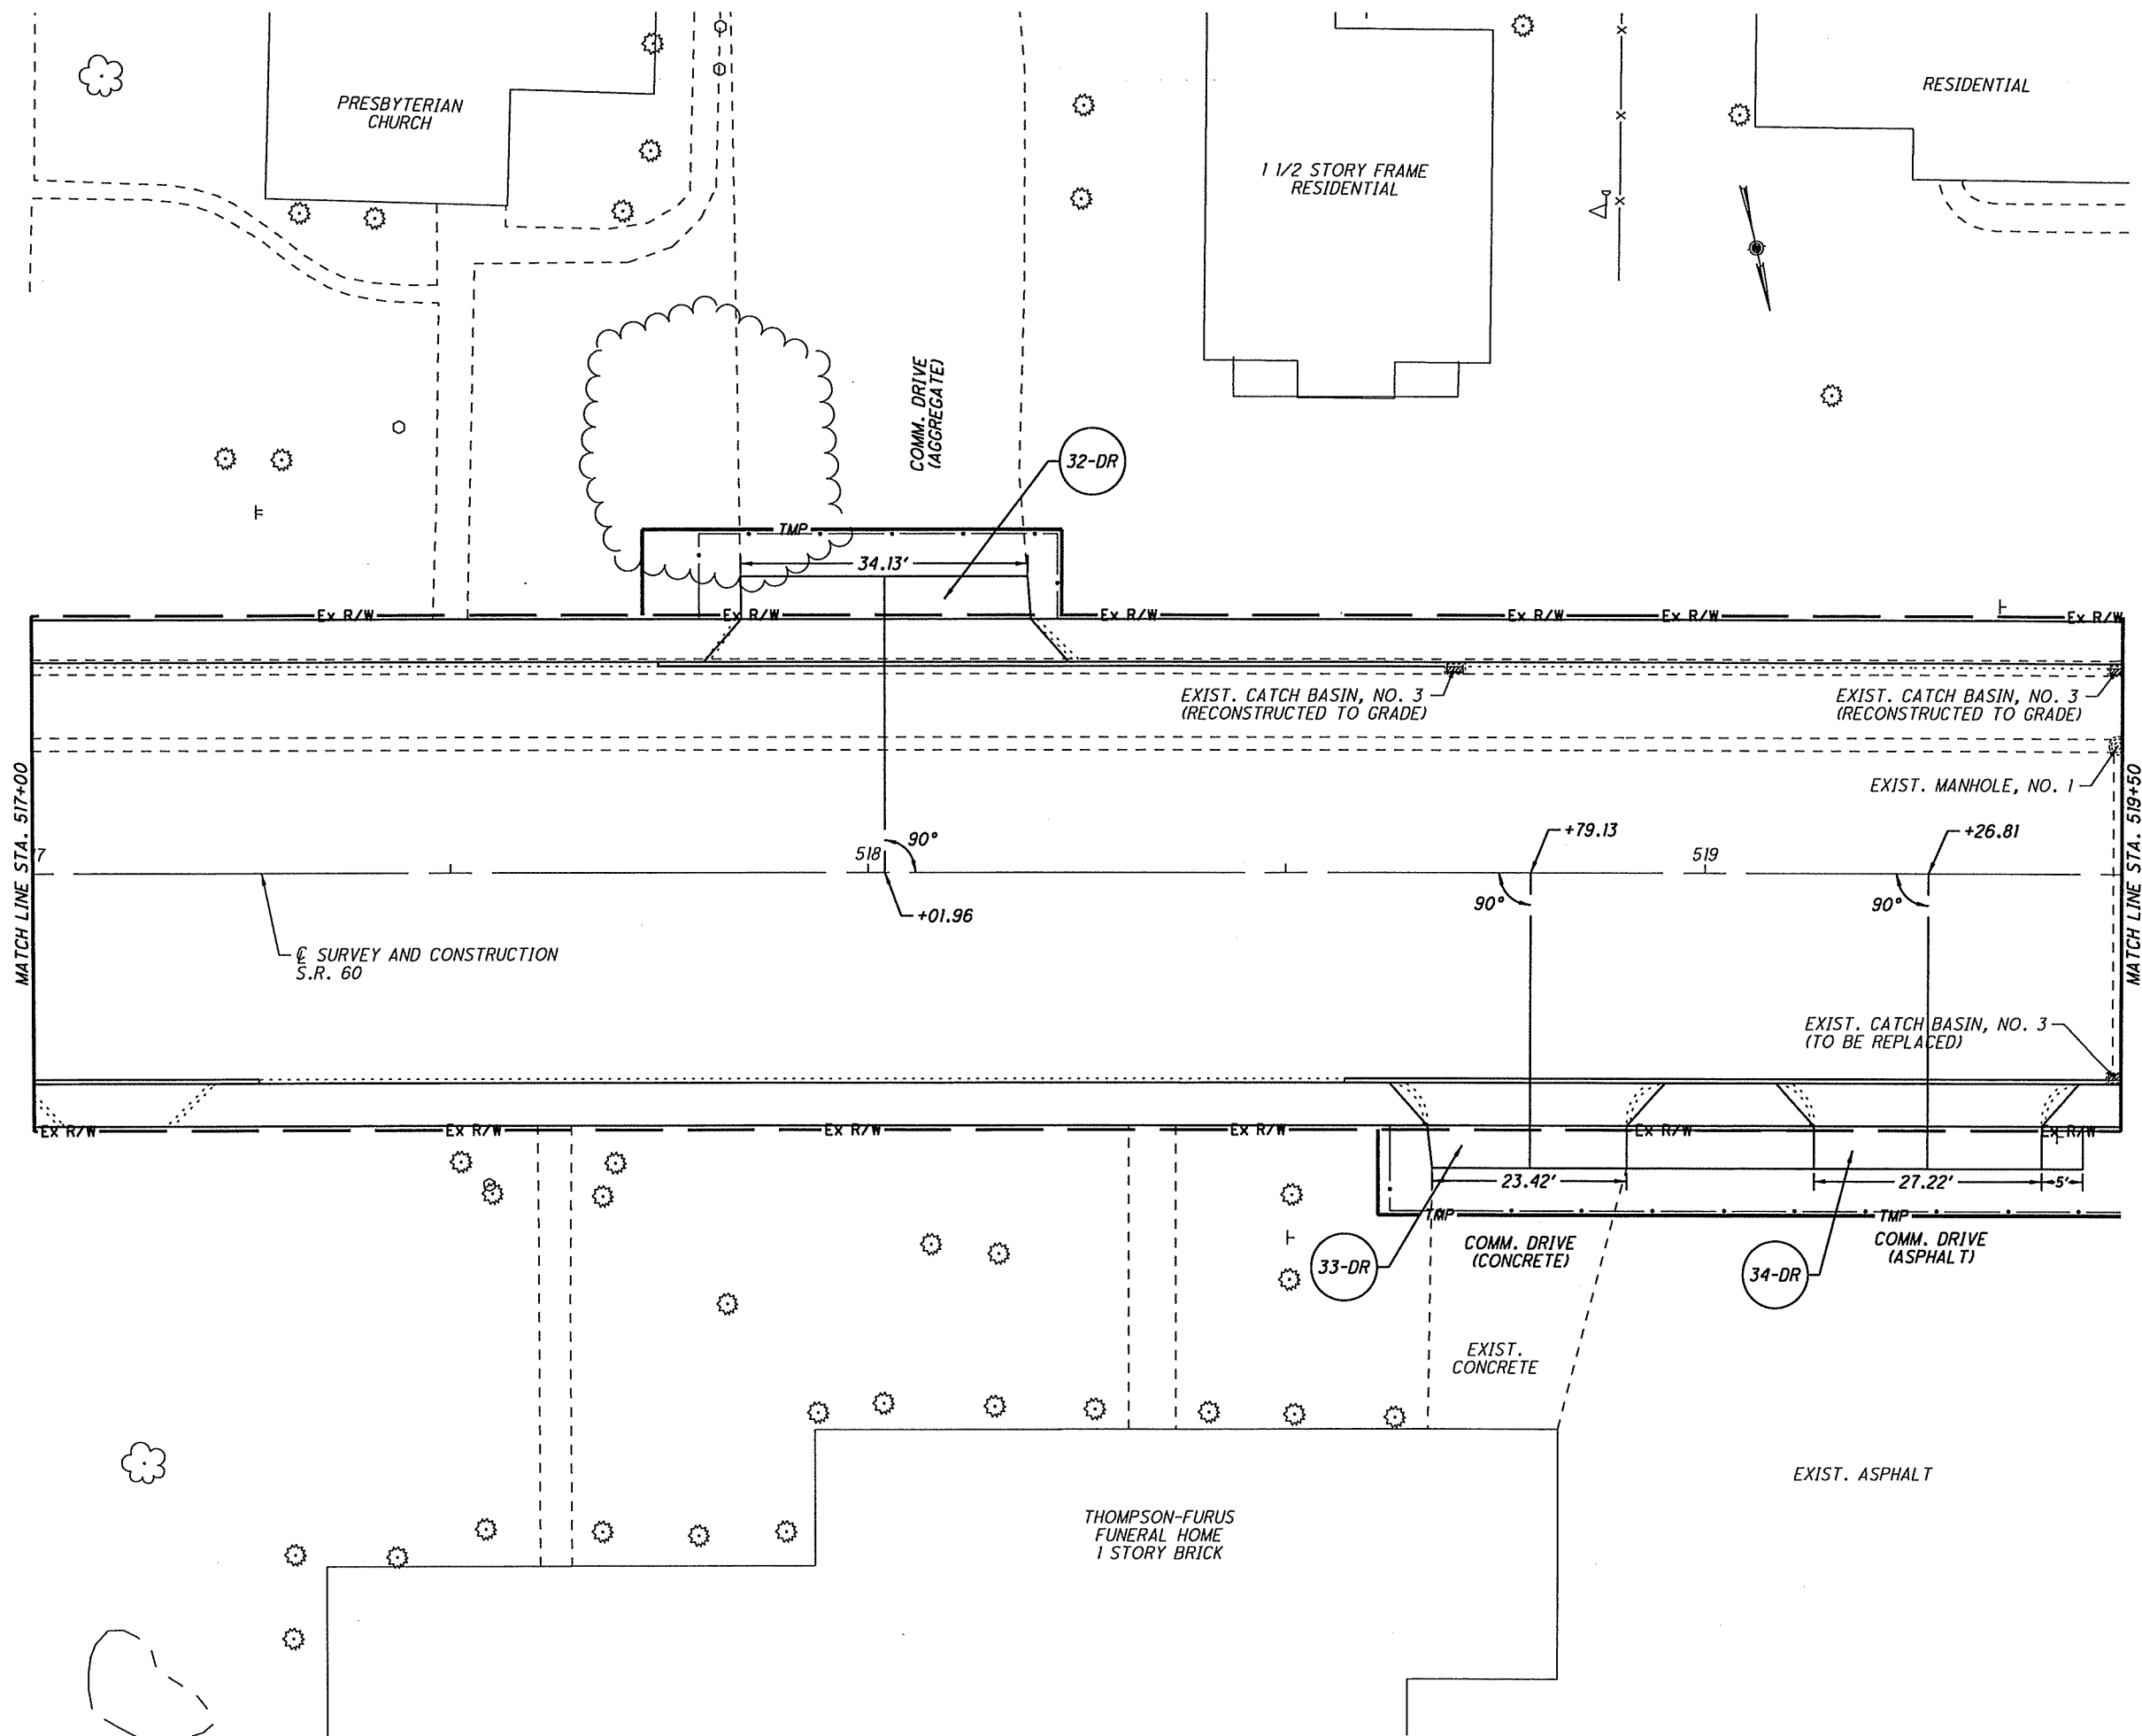 PRESBYTERIAN
CHURCH
1 1/2 STORY FRAME
RESIDENTIAL
RESIDENTIAL
COMM. DRIVE
(AGGREGATE)
32-DR
TMP
34.13'
Ex R/W
Ex R/W
Ex R/W
Ex R/W
Ex R/W
Ex R/W
EXIST. CATCH BASIN, NO. 3
(RECONSTRUCTED TO GRADE)
EXIST. CATCH BASIN, NO. 3
(RECONSTRUCTED TO GRADE)
EXIST. MANHOLE, NO. 1
MATCH LINE STA. 517+00
MATCH LINE STA. 519+50
7
518
90°
+01.96
+79.13
90°
519
+26.81
90°
℄ SURVEY AND CONSTRUCTION
S.R. 60
EXIST. CATCH BASIN, NO. 3
(TO BE REPLACED)
Ex R/W
Ex R/W
Ex R/W
Ex R/W
Ex R/W
Ex R/W
23.42'
27.22'
5'
TMP
TMP
COMM. DRIVE
(CONCRETE)
COMM. DRIVE
(ASPHALT)
33-DR
34-DR
EXIST.
CONCRETE
EXIST. ASPHALT
THOMPSON-FURUS
FUNERAL HOME
1 STORY BRICK